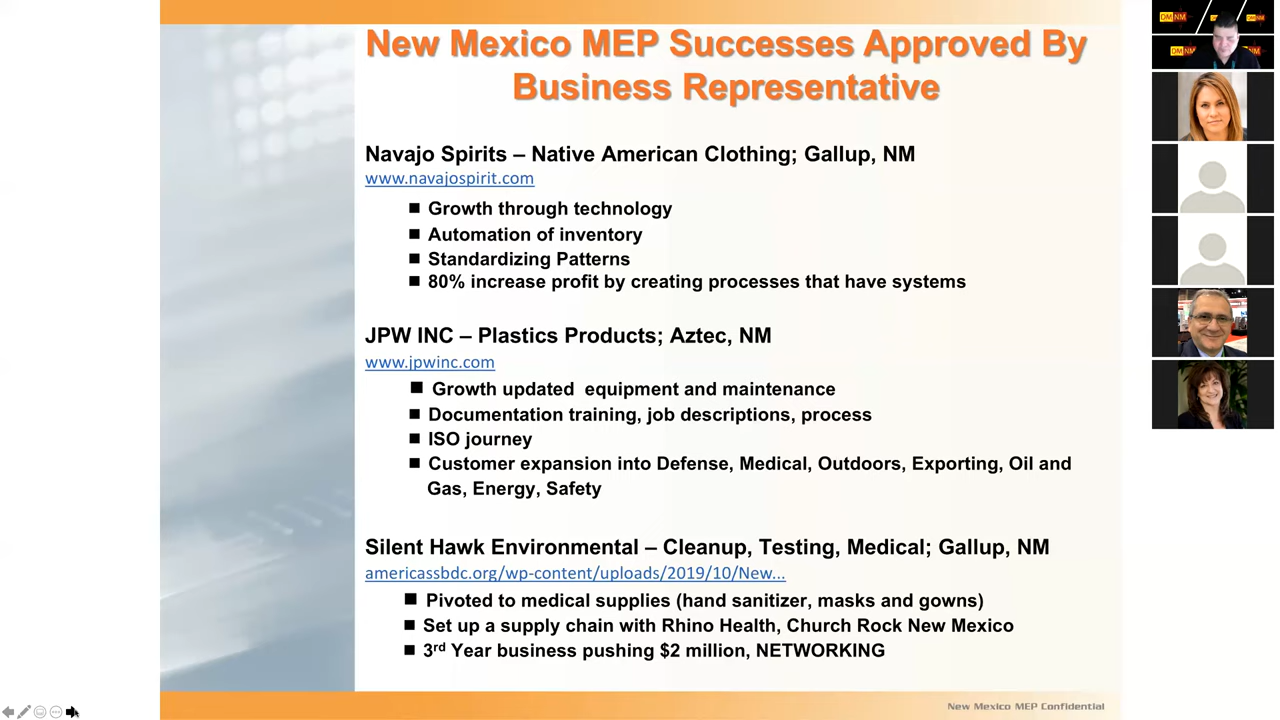 New Mexico MEP Successes Approved By
Business Representative
Navajo Spirits – Native American Clothing; Gallup, NM
www.navajospirit.com
■ Growth through technology
■ Automation of inventory
■ Standardizing Patterns
■ 80% increase profit by creating processes that have systems
JPW INC – Plastics Products; Aztec, NM
www.jpwinc.com
■ Growth updated  equipment and maintenance
■ Documentation training, job descriptions, process
■ ISO journey
■ Customer expansion into Defense, Medical, Outdoors, Exporting, Oil and
Gas, Energy, Safety
Silent Hawk Environmental – Cleanup, Testing, Medical; Gallup, NM
americassbdc.org/wp-content/uploads/2019/10/New...
■ Pivoted to medical supplies (hand sanitizer, masks and gowns)
■ Set up a supply chain with Rhino Health, Church Rock New Mexico
■ 3rd Year business pushing $2 million, NETWORKING
New Mexico MEP Confidential
DM NM
DM NM